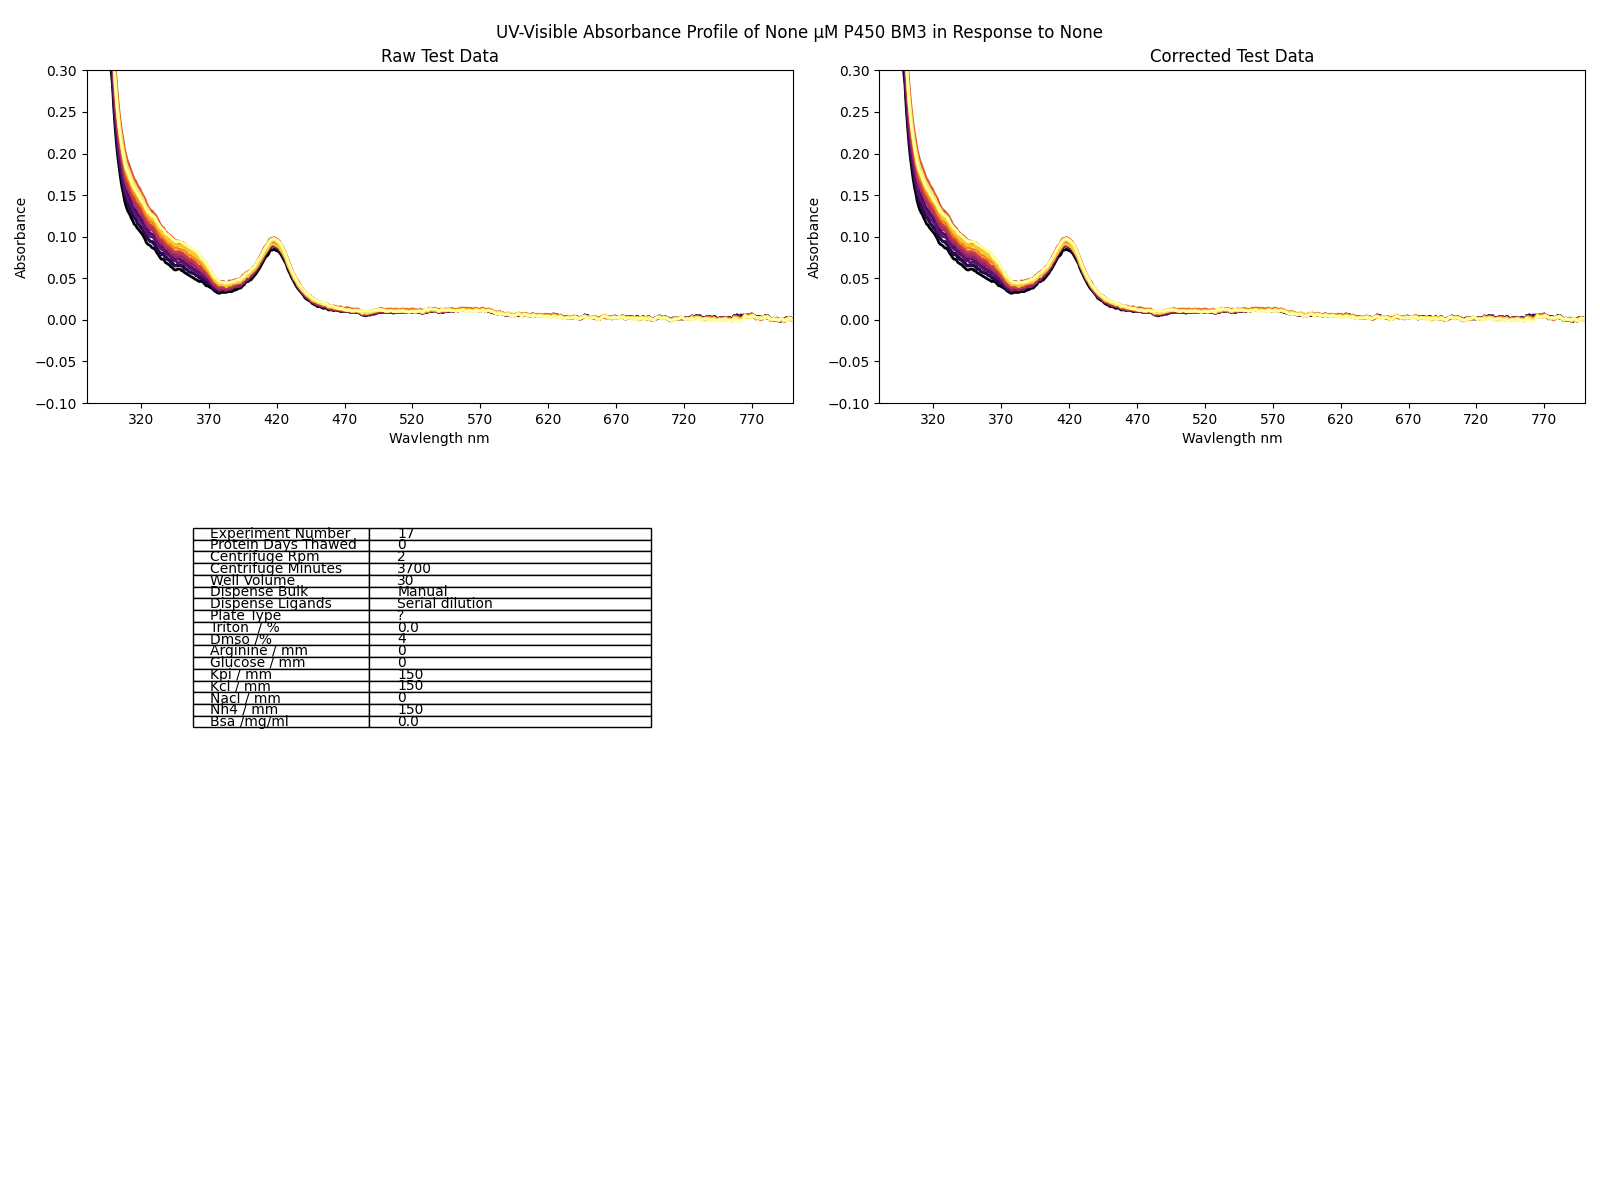 UV-Visible Absorbance Profile of None µM P450 BM3 in Response to None
Raw Test Data
0.30
0.25
0.20
0.15
0.10
0.05
0.00
−0.05
−0.10
Absorbance
320 370 420 470 520 570 620 670 720 770
Wavlength nm
Corrected Test Data
0.30
0.25
0.20
0.15
0.10
0.05
0.00
−0.05
−0.10
Absorbance
320 370 420 470 520 570 620 670 720 770
Wavlength nm
Experiment Number 17
Protein Days Thawed 0
Centrifuge Rpm 2
Centrifuge Minutes 3700
Well Volume 30
Dispense Bulk Manual
Dispense Ligands Serial dilution
Plate Type ?
Triton / % 0.0
Dmso /% 4
Arginine / mm 0
Glucose / mm 0
Kpi / mm 150
Kcl / mm 150
Nacl / mm 0
Nh4 / mm 150
Bsa /mg/ml 0.0